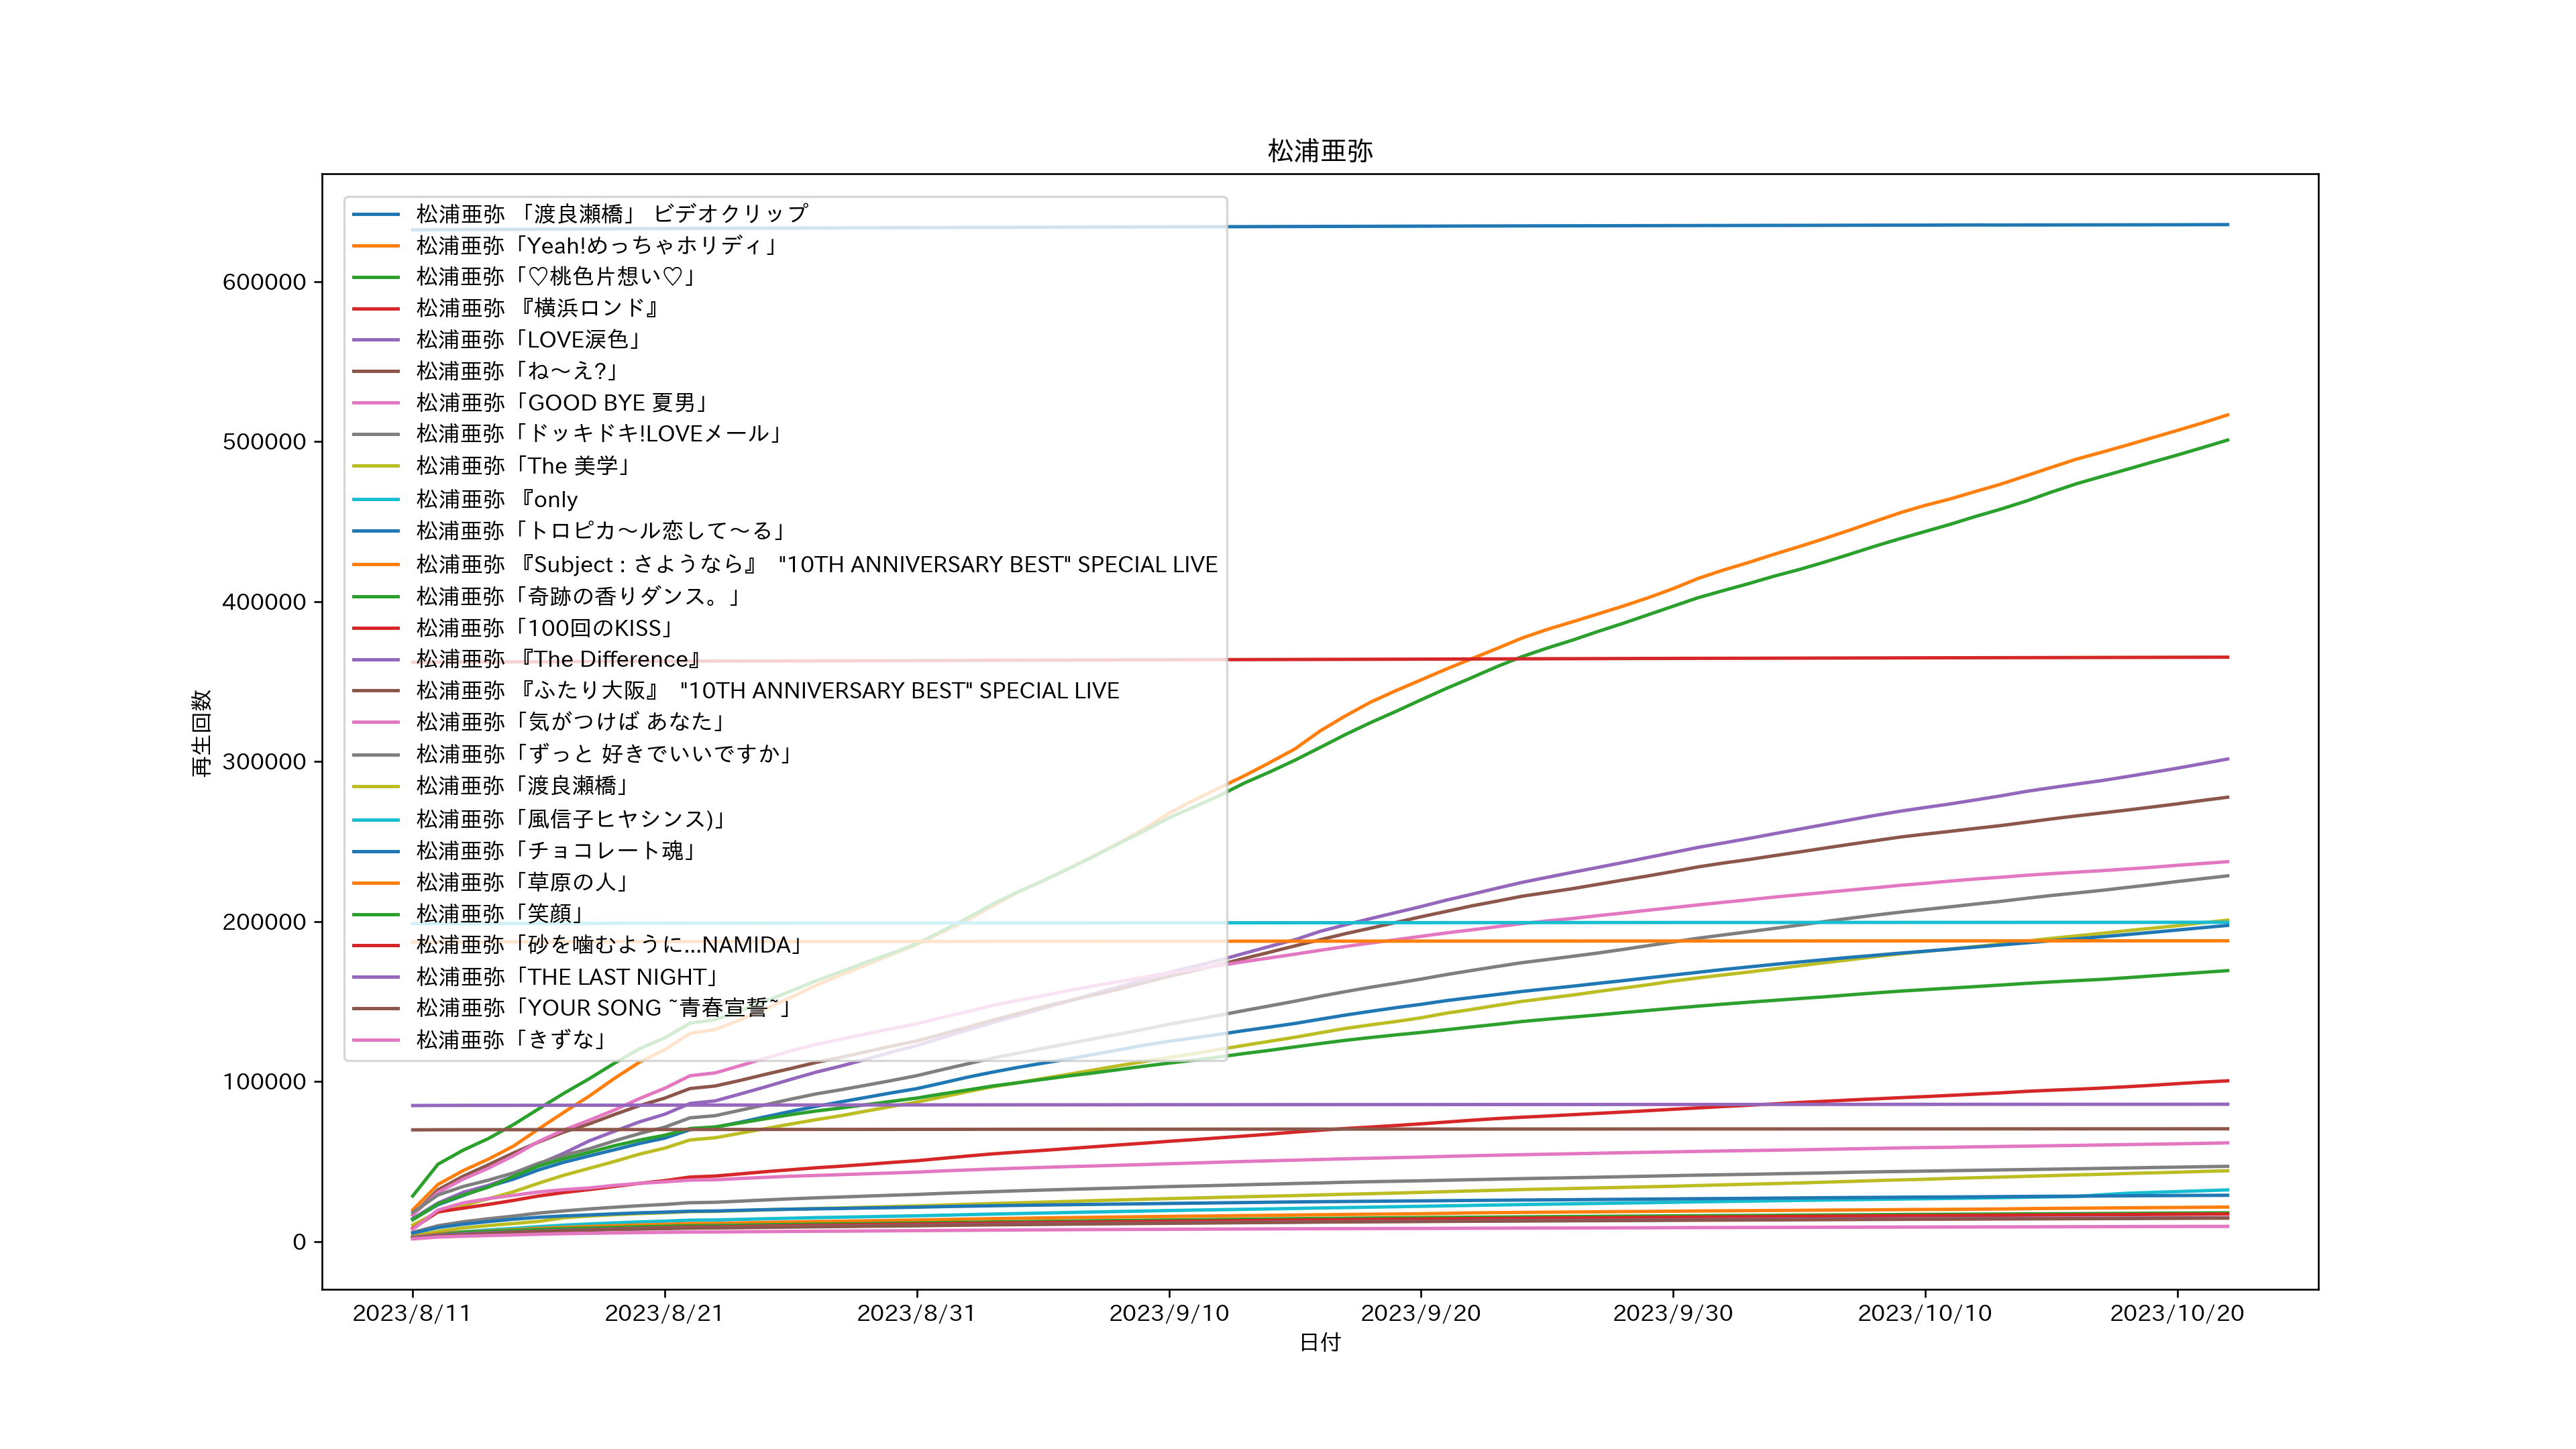 松浦亜弥
松浦亜弥 「渡良瀬橋」 ビデオクリップ
松浦亜弥「Yeah!めっちゃホリディ」
松浦亜弥「♡桃色片想い♡」
松浦亜弥 『横浜ロンド』
松浦亜弥「LOVE涙色」
松浦亜弥「ね～え?」
松浦亜弥「GOOD BYE 夏男」
松浦亜弥「ドッキドキ!LOVEメール」
松浦亜弥「The 美学」
松浦亜弥 『only
松浦亜弥「トロピカ～ル恋して～る」
松浦亜弥 『Subject : さようなら』 "10TH ANNIVERSARY BEST" SPECIAL LIVE
松浦亜弥「奇跡の香りダンス。」
松浦亜弥「100回のKISS」
松浦亜弥 『The Difference』
松浦亜弥 『ふたり大阪』 "10TH ANNIVERSARY BEST" SPECIAL LIVE
松浦亜弥「気がつけば あなた」
松浦亜弥「ずっと 好きでいいですか」
松浦亜弥「渡良瀬橋」
松浦亜弥「風信子ヒヤシンス)」
松浦亜弥「チョコレート魂」
松浦亜弥「草原の人」
松浦亜弥「笑顔」
松浦亜弥「砂を噛むように…NAMIDA」
松浦亜弥「THE LAST NIGHT」
松浦亜弥「YOUR SONG ~青春宣誓~」
松浦亜弥「きずな」
再生回数
600000
500000
400000
300000
200000
100000
0
2023/8/11 2023/8/21 2023/8/31 2023/9/10 2023/9/20 2023/9/30 2023/10/10 2023/10/20
日付